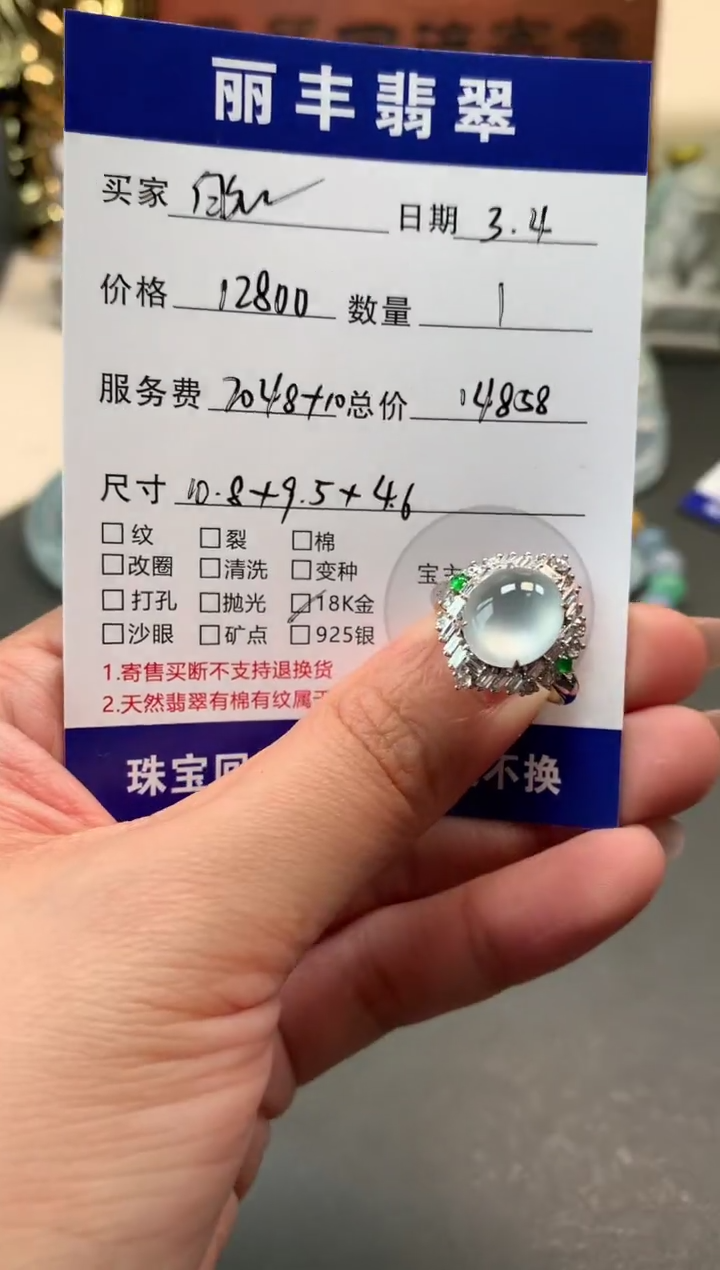 丽丰翡翠
买家 日期 3.4
价格 12800 数量 1
服务费 2048+10 总价 14858
尺寸 10.8+9.5+4.6
□纹 □裂 □棉
□改圈 □清洗 □变种
□打孔 □抛光 ☑18K金
□沙眼 □矿点 □925银
宝主
1.寄售买断不支持退换货
2.天然翡翠有棉有纹属
珠宝回 不换